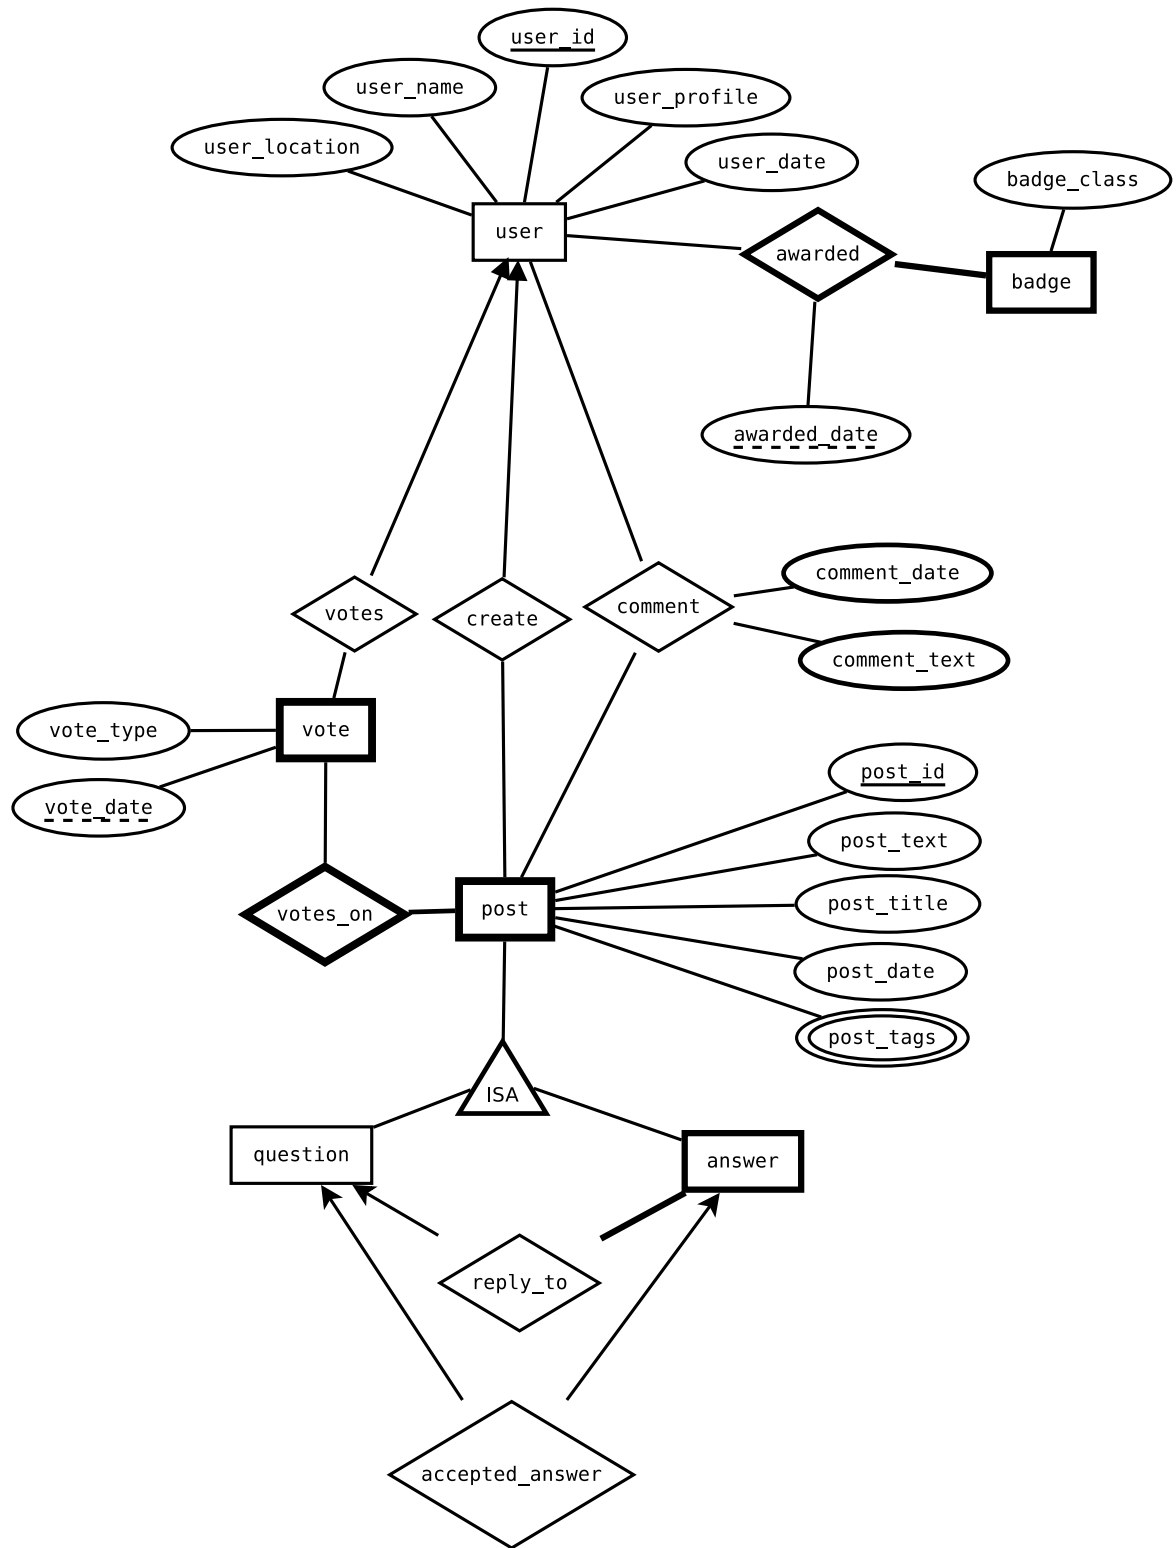 user_id
user_name
user_profile
user_location
user_date
badge_class
user
awarded
badge
awarded_date
comment_date
votes
create
comment
comment_text
vote_type
vote
post_id
vote_date
post_text
votes_on
post
post_title
post_date
post_tags
ISA
question
answer
reply_to
accepted_answer